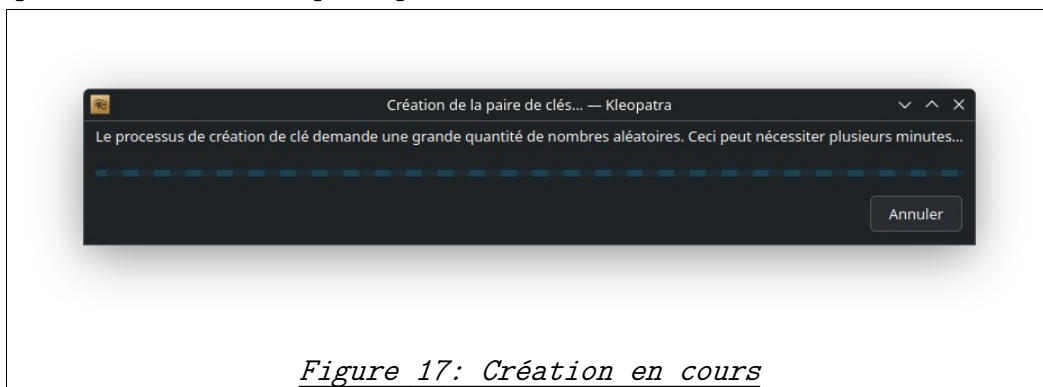 Création de la paire de clés... — Kleopatra
Le processus de création de clé demande une grande quantité de nombres aléatoires. Ceci peut nécessiter plusieurs minutes...
Annuler
Figure 17: Création en cours